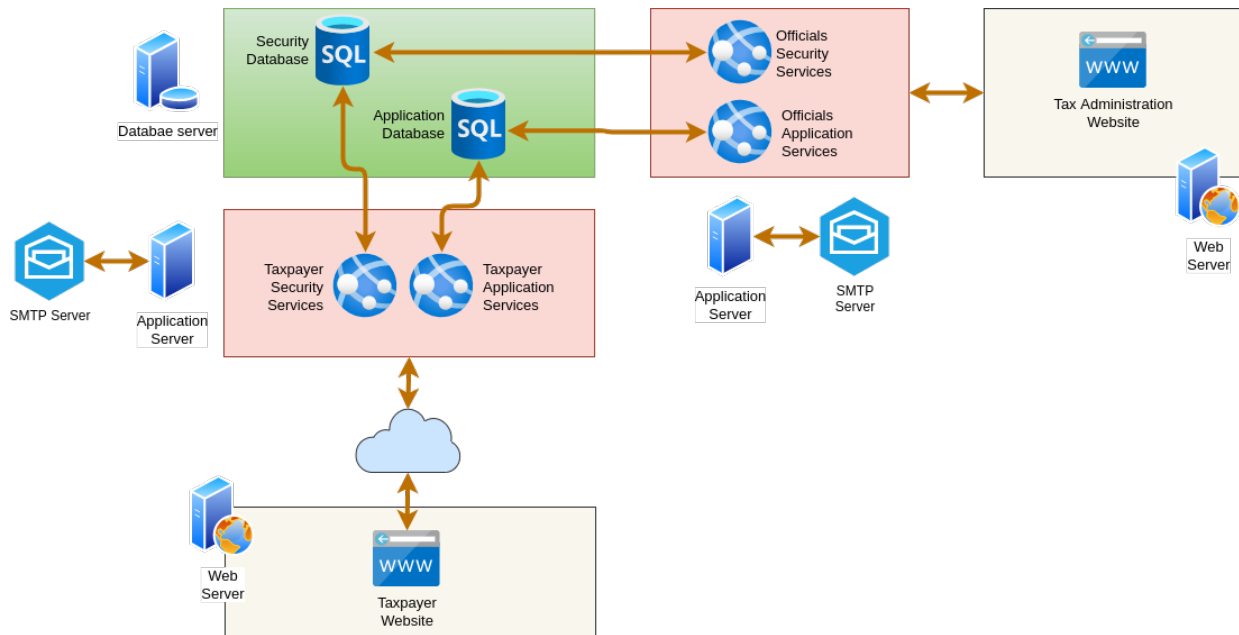 Security
Database
SQL
Officials
Security
Services
WWW
Tax Administration
Website
Databae server
Application
Database
SQL
Officials
Application
Services
Web
Server
SMTP Server
Application
Server
Taxpayer
Security
Services
Taxpayer
Application
Services
Application
Server
SMTP
Server
Web
Server
WWW
Taxpayer
Website